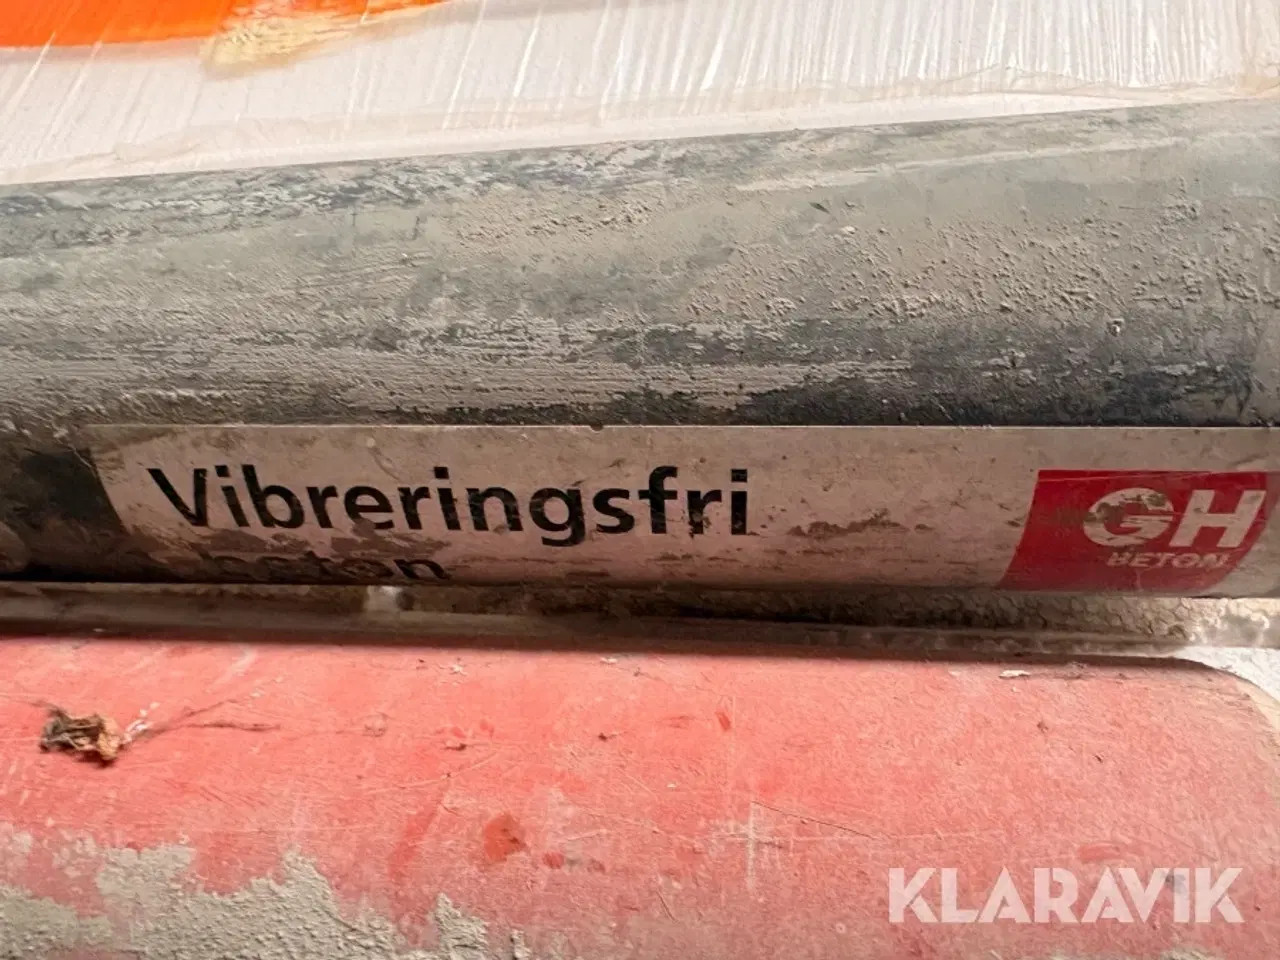 Vibreringsfri
beton
GH
BETON
KLARAVIK